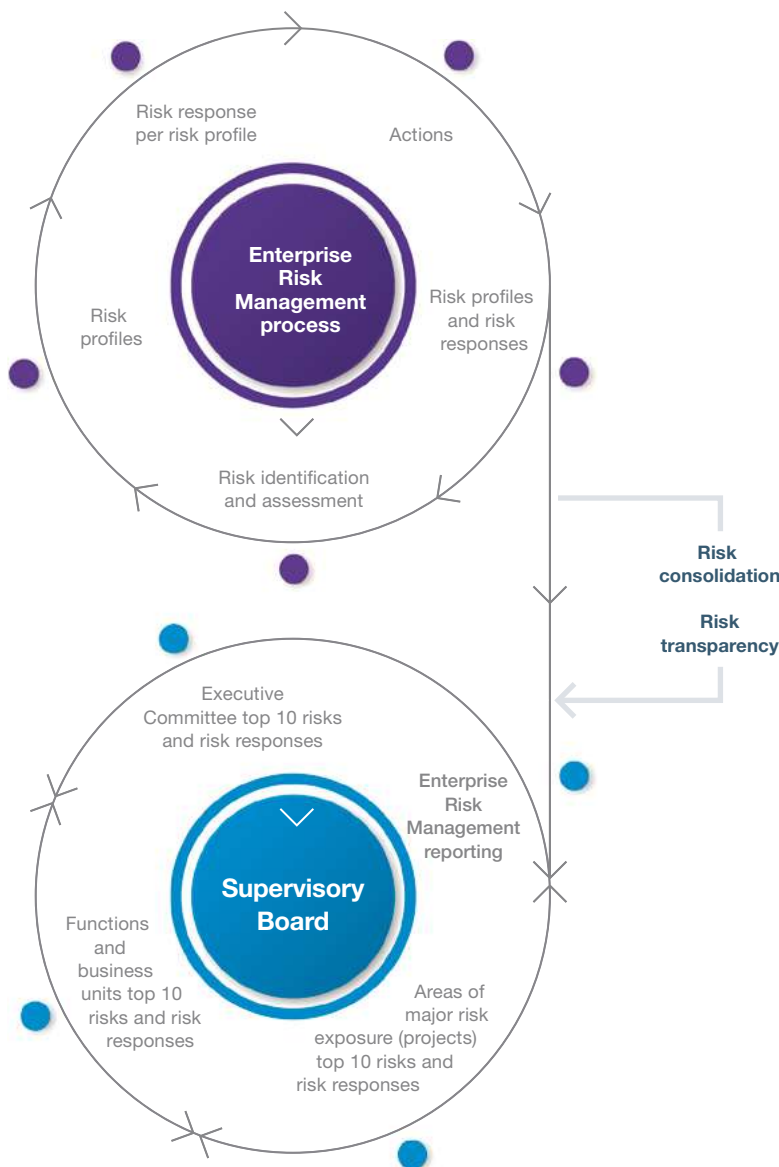 Risk response
per risk profile
Actions
Enterprise
Risk
Management
process
Risk
profiles
Risk profiles
and risk
responses
Risk identification
and assessment
Risk
consolidation
Risk
transparency
Executive
Committee top 10 risks
and risk responses
Enterprise
Risk
Management
reporting
Supervisory
Board
Functions
and
business
units top 10
risks and risk
responses
Areas of
major risk
exposure (projects)
top 10 risks and
risk responses